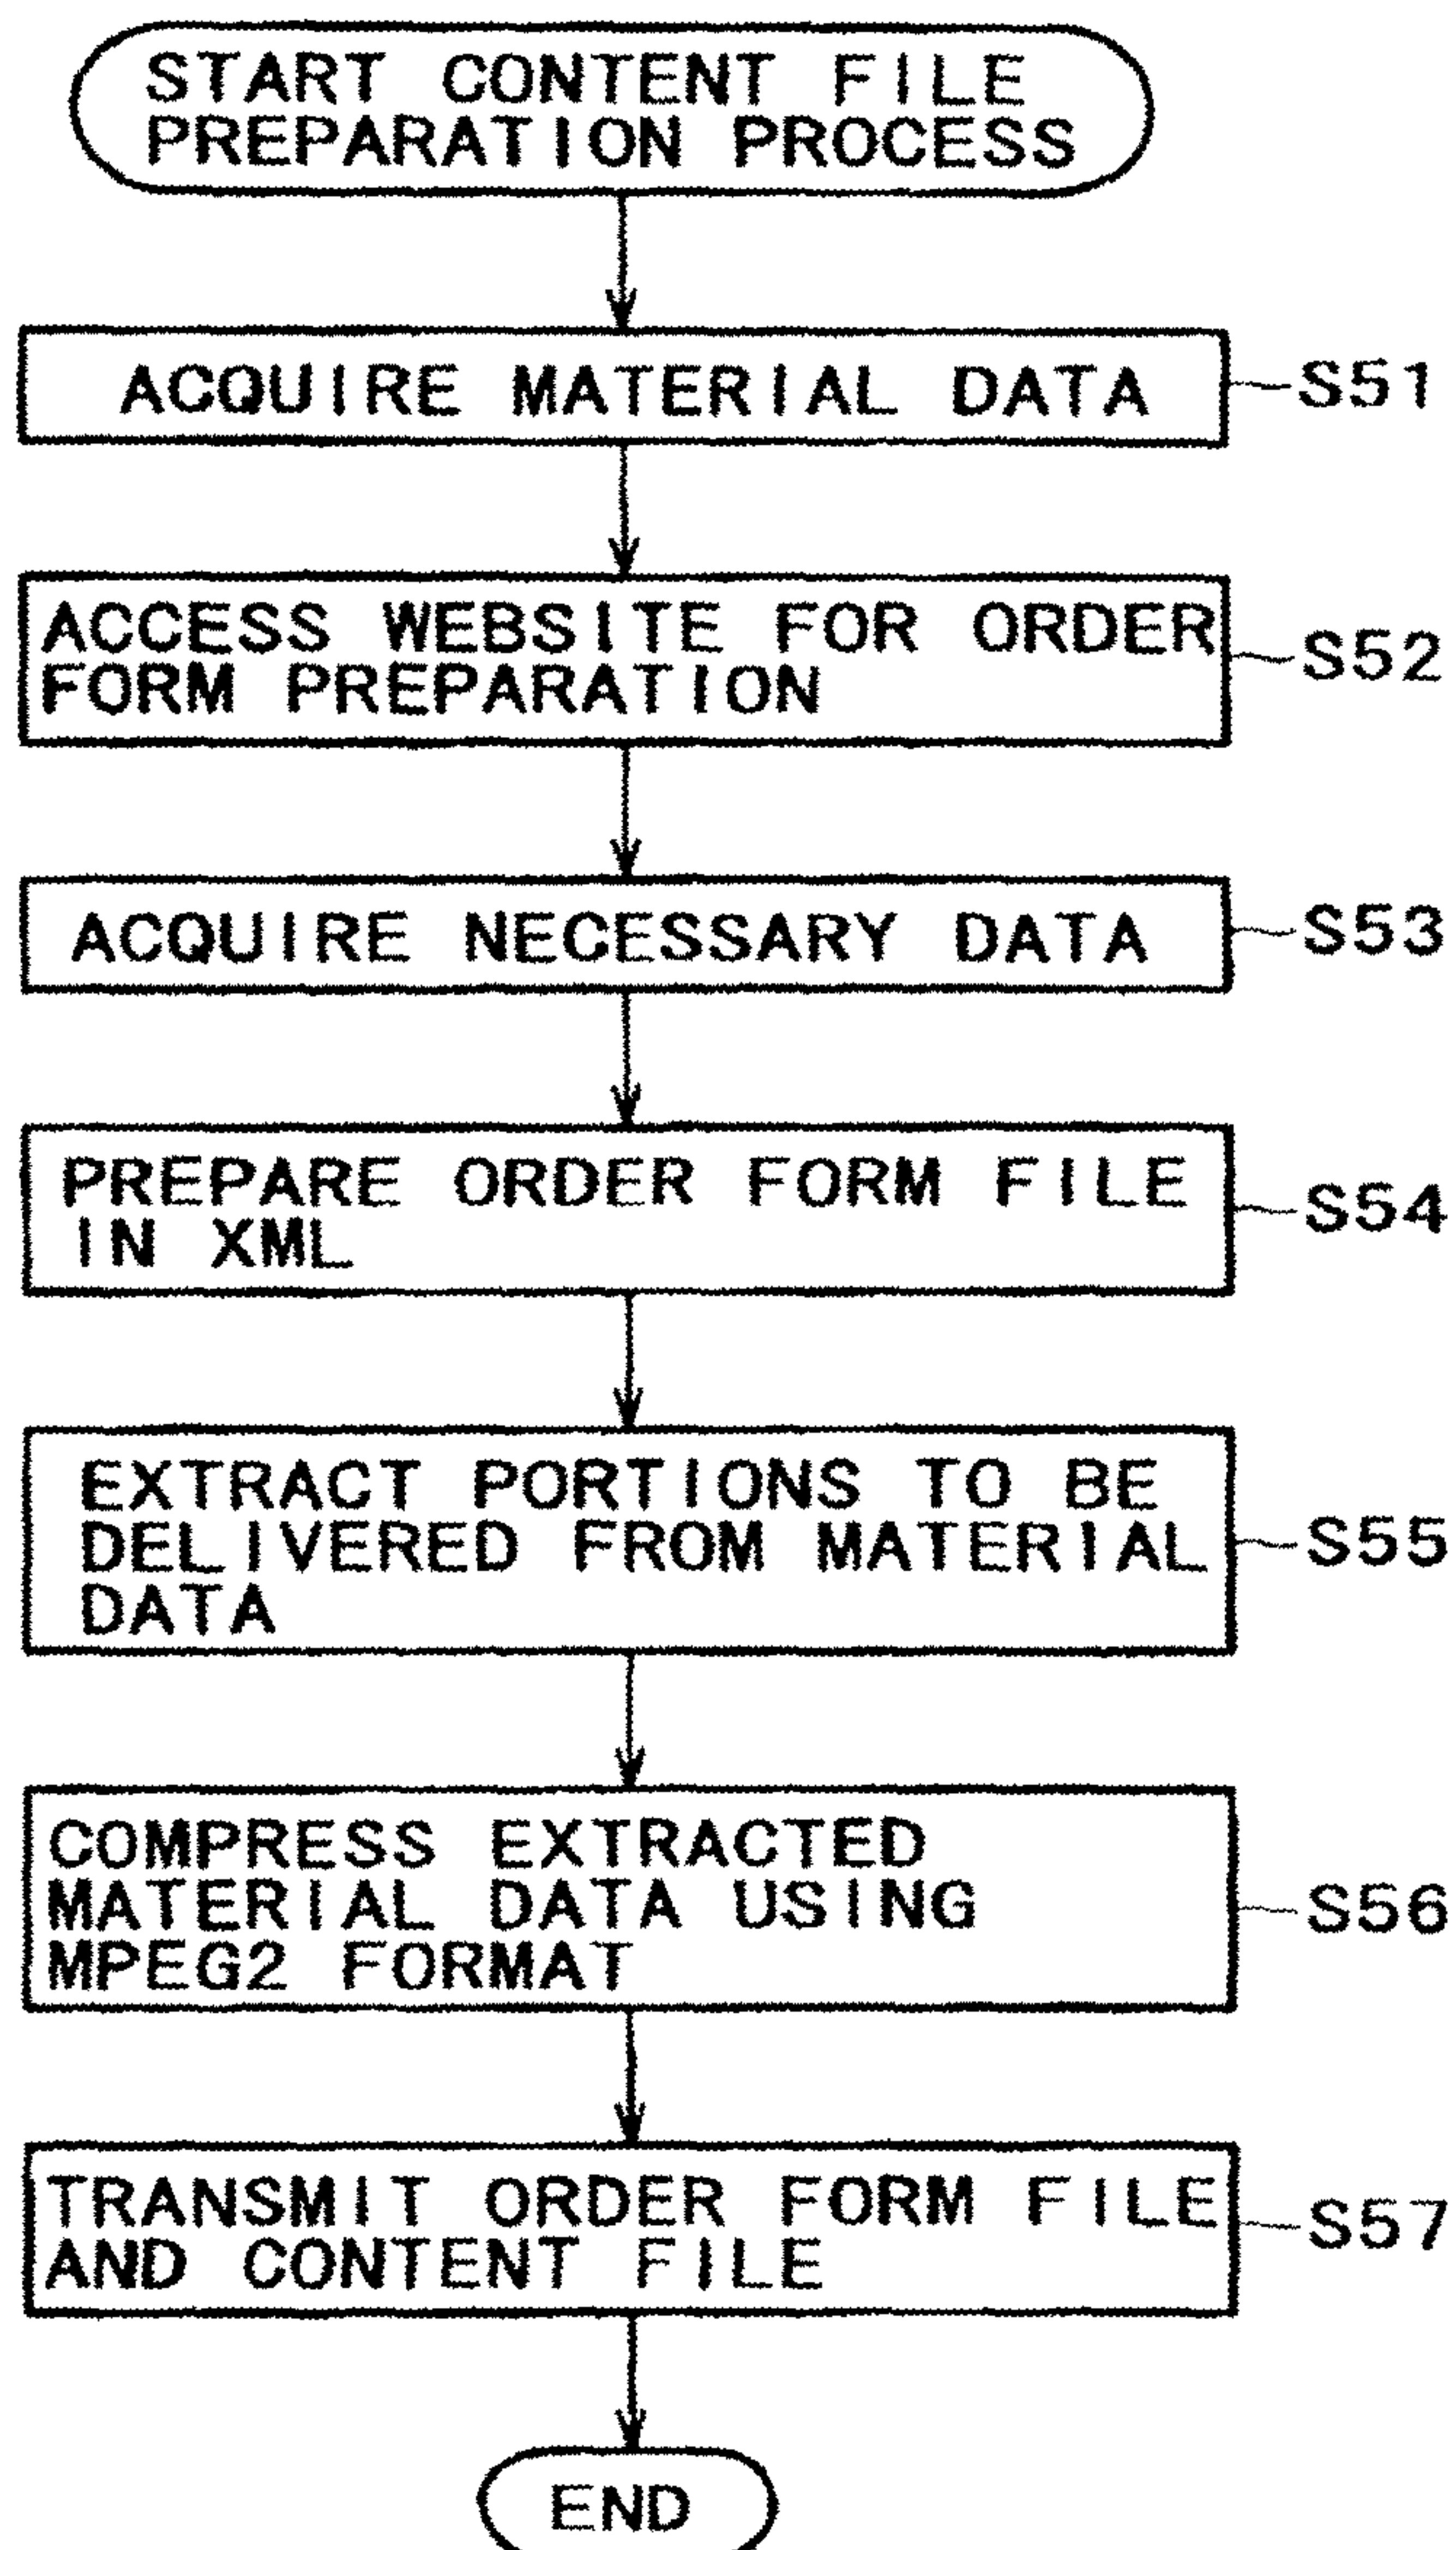 START CONTENT FILE
PREPARATION PROCESS
ACQUIRE MATERIAL DATA
S51
ACCESS WEBSITE FOR ORDER
FORM PREPARATION
S52
ACQUIRE NECESSARY DATA
S53
PREPARE ORDER FORM FILE
IN XML
S54
EXTRACT PORTIONS TO BE
DELIVERED FROM MATERIAL
DATA
S55
COMPRESS EXTRACTED
MATERIAL DATA USING
MPEG2 FORMAT
S56
TRANSMIT ORDER FORM FILE
AND CONTENT FILE
S57
END